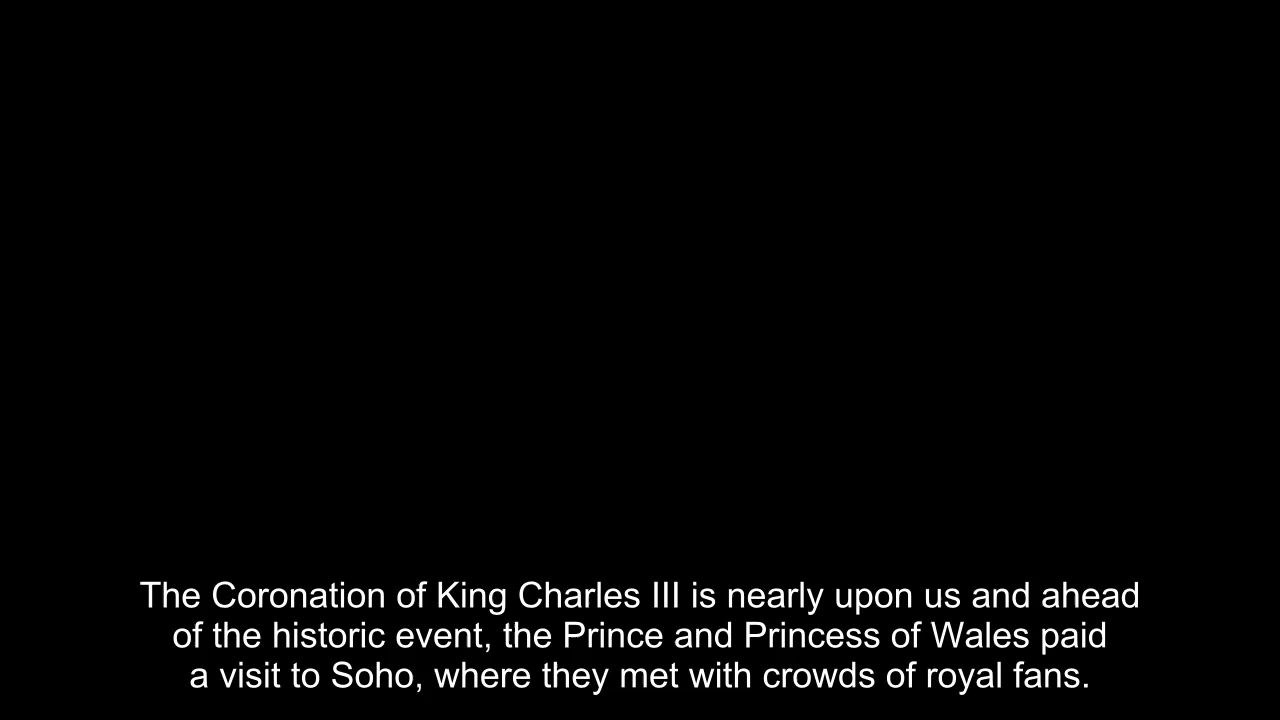 The Coronation of King Charles III is nearly upon us and ahead
of the historic event, the Prince and Princess of Wales paid
a visit to Soho, where they met with crowds of royal fans.